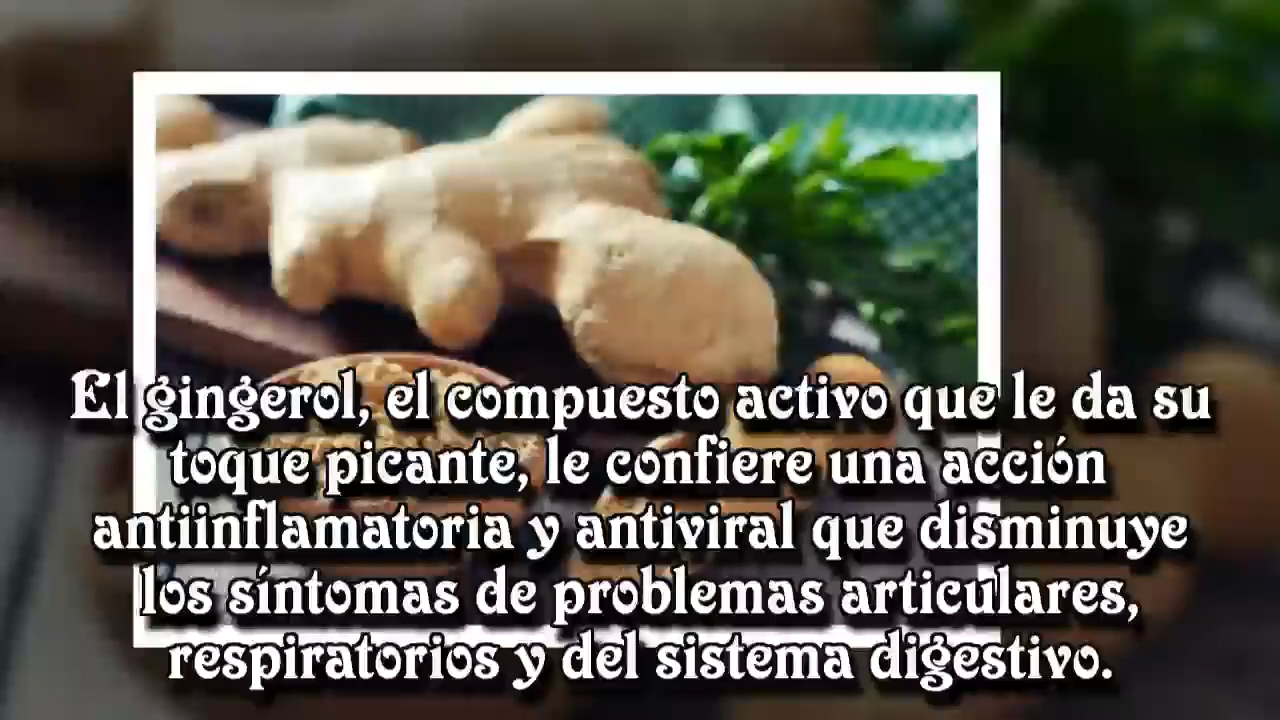 El gingerol, el compuesto activo que le da su
toque picante, le confiere una acción
antiinflamatoria y antiviral que disminuye
los síntomas de problemas articulares,
respiratorios y del sistema digestivo.